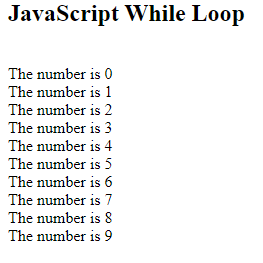 JavaScript While Loop
The number is 0
The number is 1
The number is 2
The number is 3
The number is 4
The number is 5
The number is 6
The number is 7
The number is 8
The number is 9